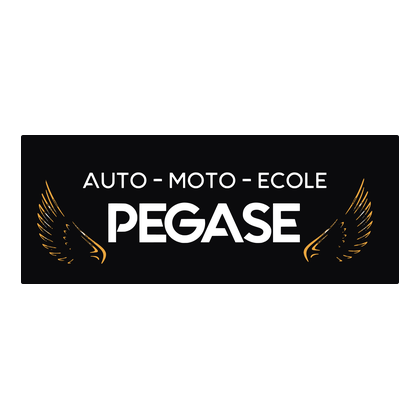 AUTO - MOTO - ECOLE
PEGASE